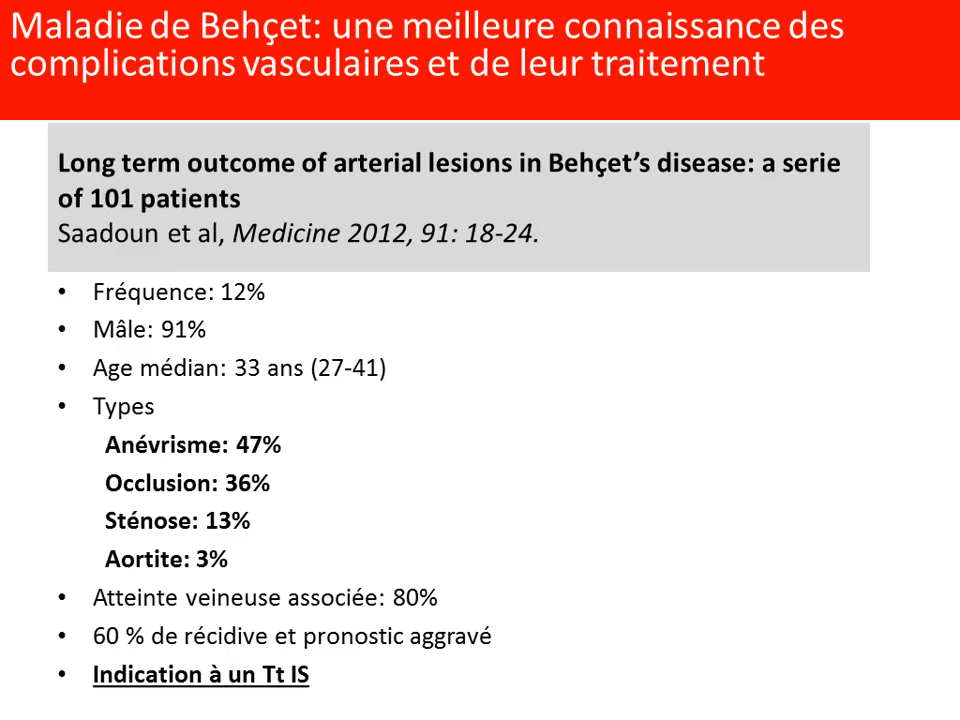 Maladie de Behçet: une meilleure connaissance des
complications vasculaires et de leur traitement
Long term outcome of arterial lesions in Behçet’s disease: a serie
of 101 patients
Saadoun et al, Medicine 2012, 91: 18-24.
• Fréquence: 12%
• Mâle: 91%
• Age médian: 33 ans (27-41)
• Types
Anévrisme: 47%
Occlusion: 36%
Sténose: 13%
Aortite: 3%
• Atteinte veineuse associée: 80%
• 60 % de récidive et pronostic aggravé
• Indication à un Tt IS